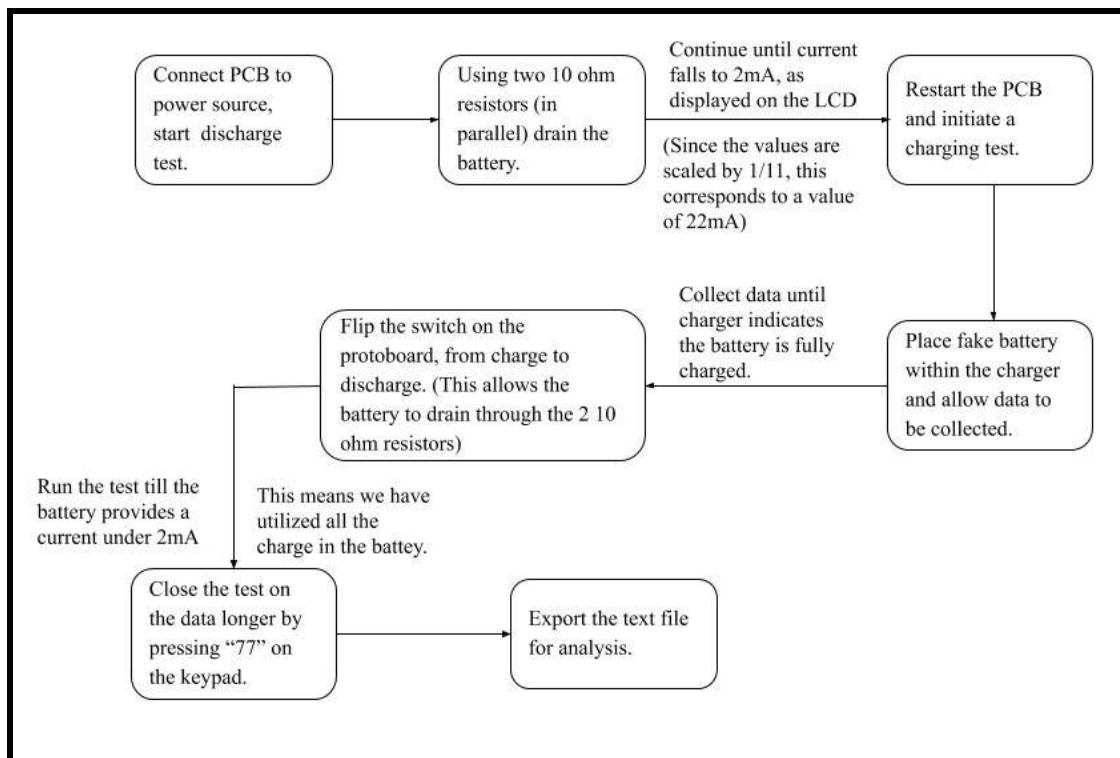 Connect PCB to
power source,
start discharge
test.
Using two 10 ohm
resistors (in
parallel) drain the
battery.
Continue until current
falls to 2mA, as
displayed on the LCD
(Since the values are
scaled by 1/11, this
corresponds to a value
of 22mA)
Restart the PCB
and initiate a
charging test.
Place fake battery
within the charger
and allow data to
be collected.
Collect data until
charger indicates
the battery is fully
charged.
Flip the switch on the
protoboard, from charge to
discharge. (This allows the
battery to drain through the 2 10
ohm resistors)
Run the test till the
battery provides a
current under 2mA
This means we have
utilized all the
charge in the battey.
Close the test on
the data longer by
pressing “77” on
the keypad.
Export the text file
for analysis.